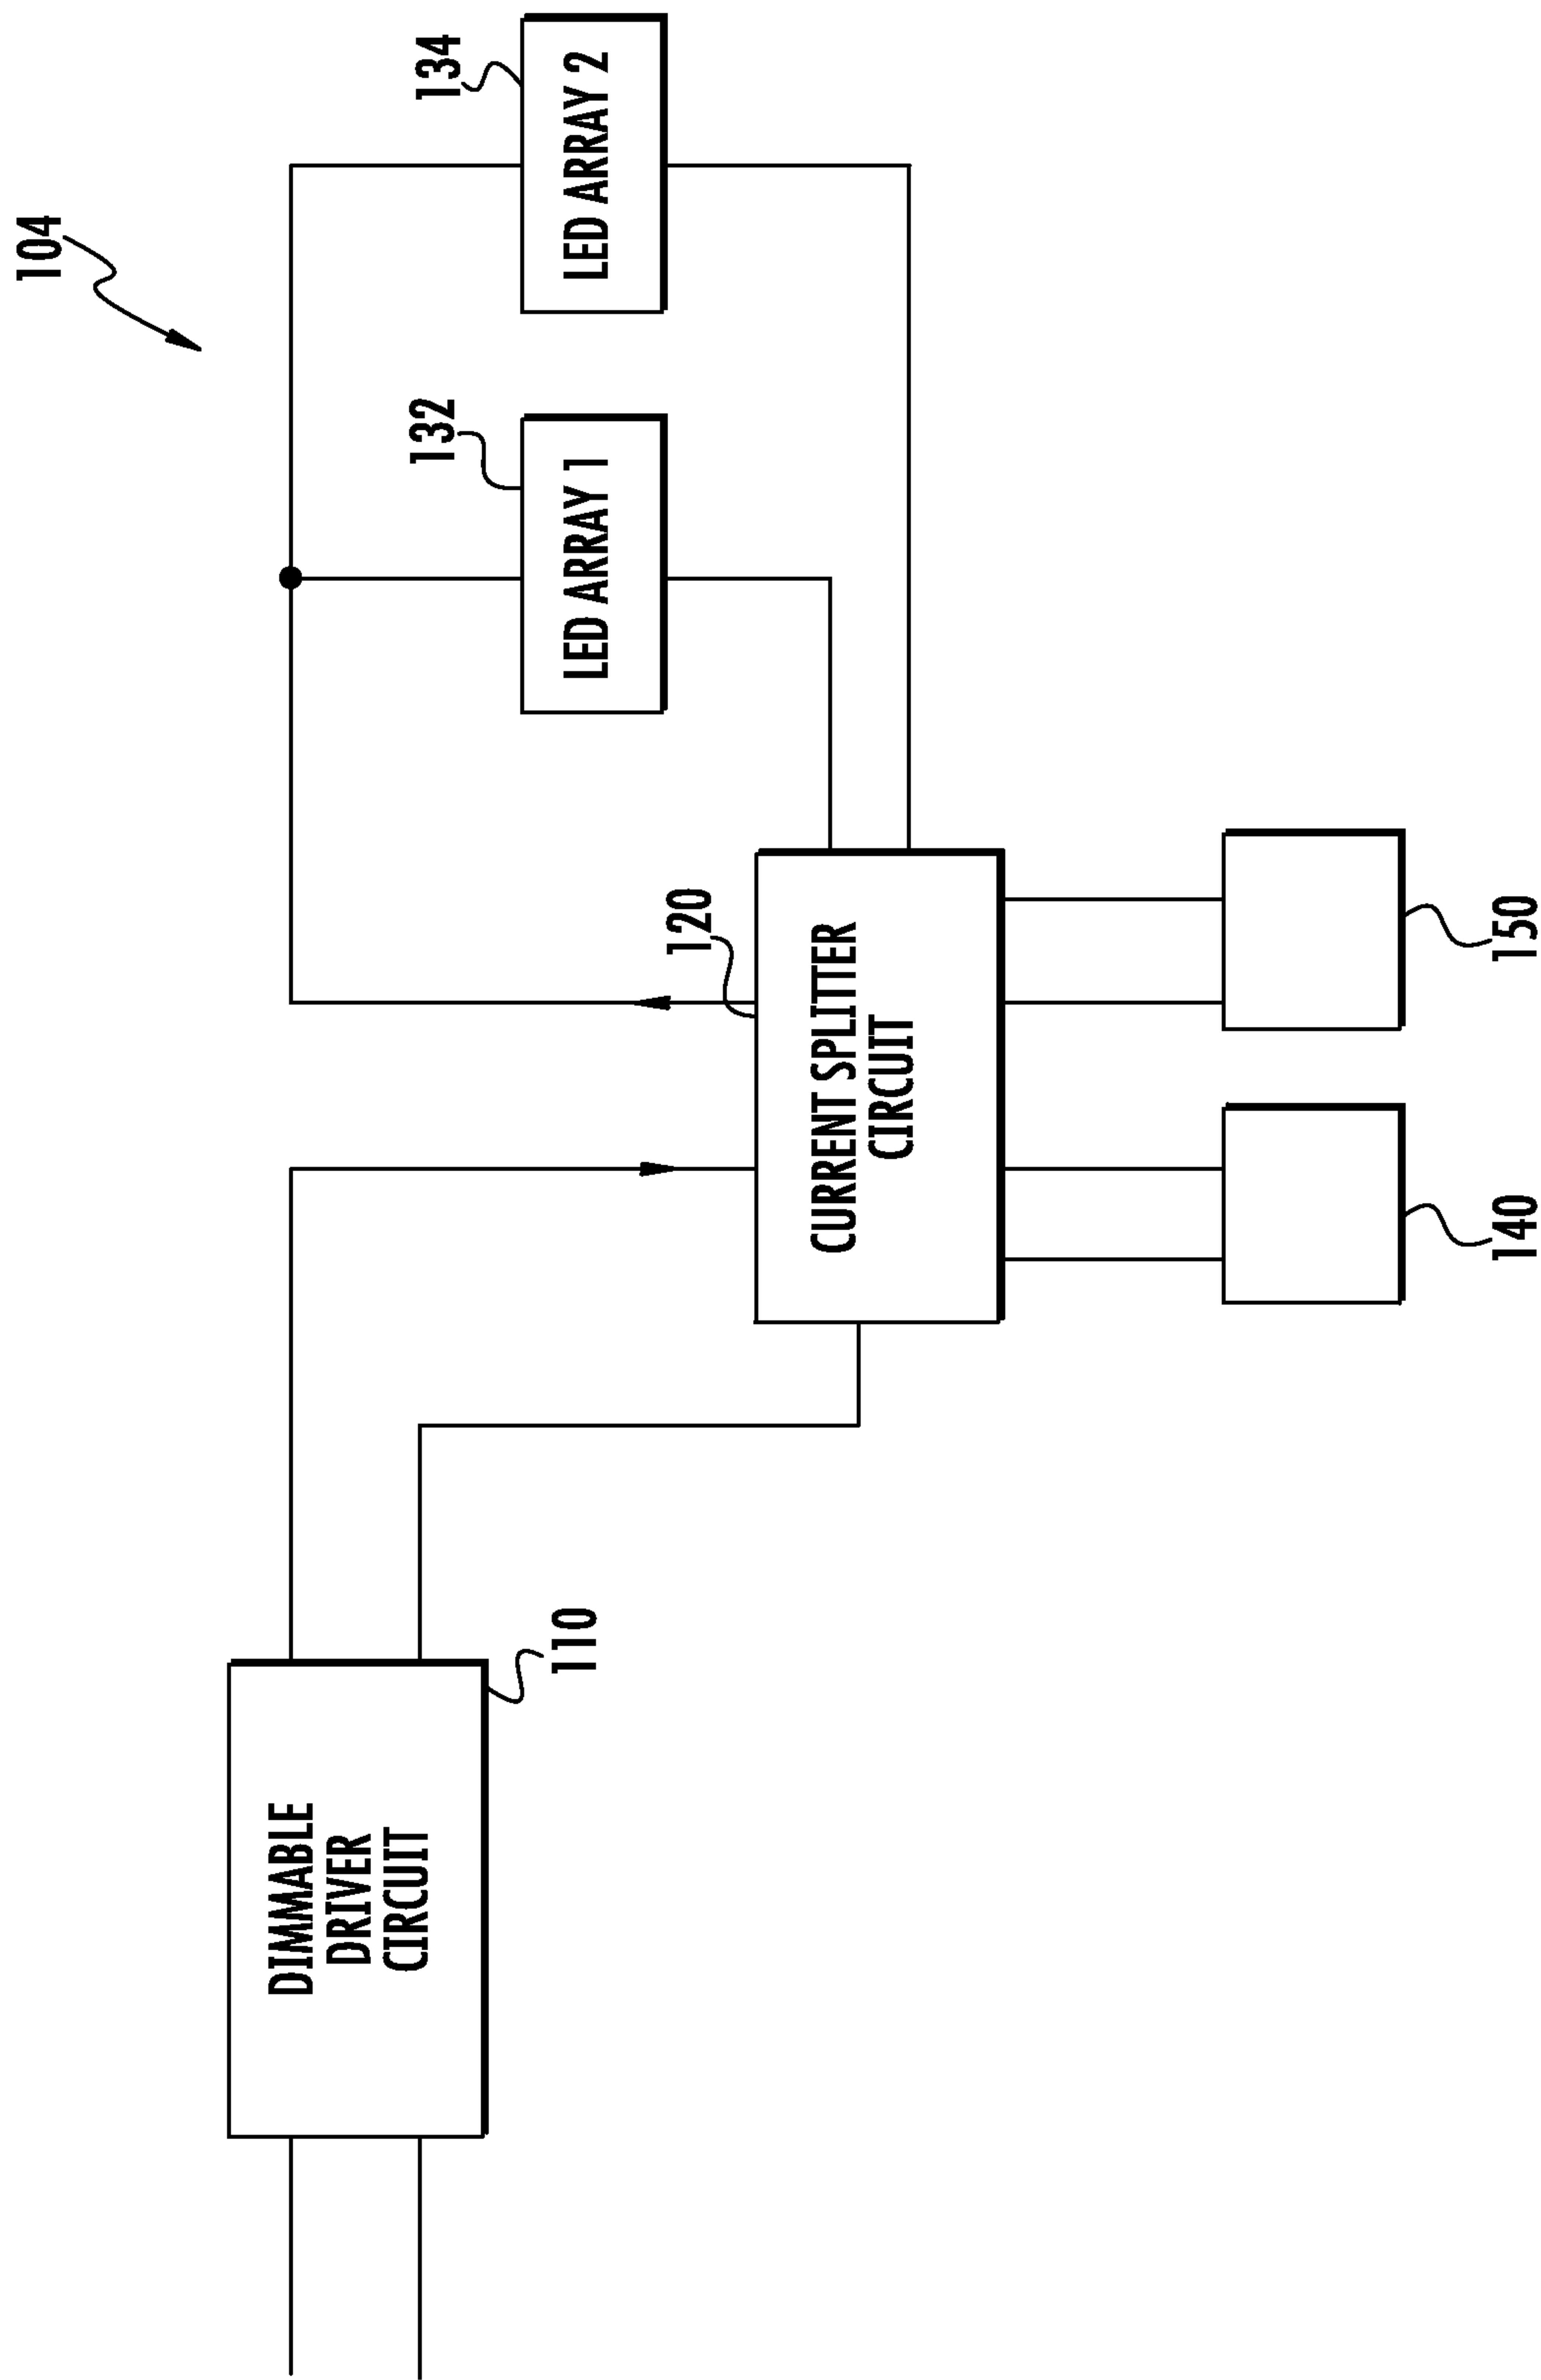 104
134
LED ARRAY 2
132
LED ARRAY 1
120
CURRENT SPLITTER
CIRCUIT
150
140
110
DIMMABLE
DRIVER
CIRCUIT